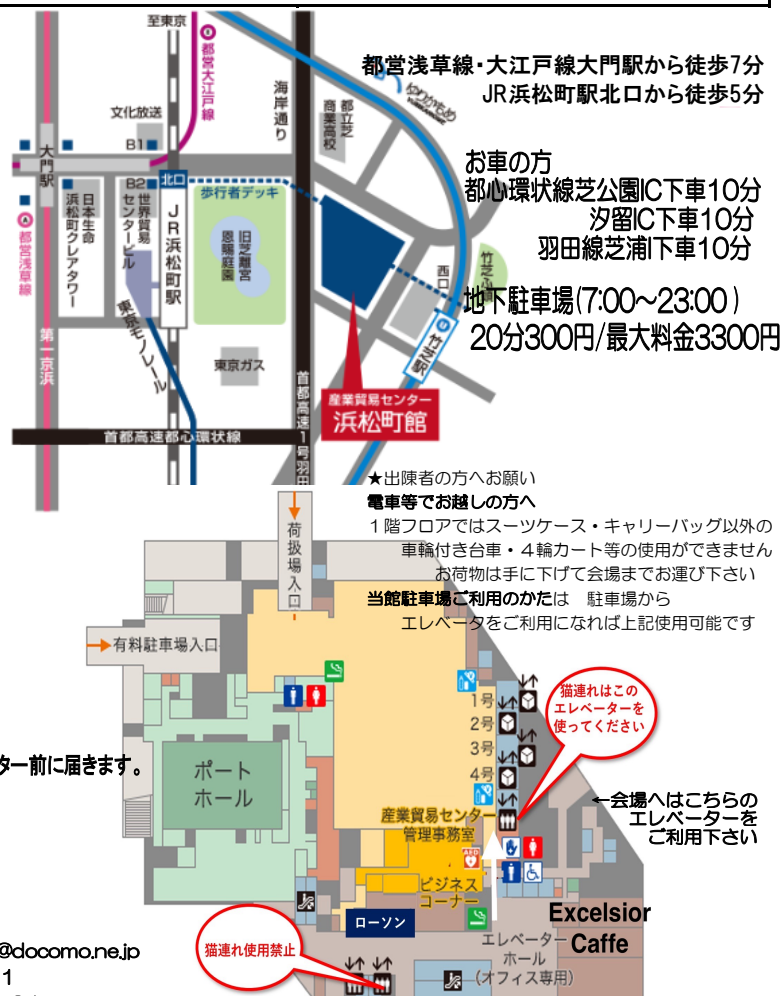 至東京
都営大江戸線
海岸通り
都立芝
商業高校
ゆりかもめ
都営浅草線・大江戸線大門駅から徒歩7分
JR浜松町駅北口から徒歩5分
文化放送
B1
大門駅
B2
北口
歩行者デッキ
お車の方
都心環状線芝公園IC下車10分
汐留IC下車10分
羽田線芝浦I下車10分
日本生命
浜松町クレアタワー
世界貿易
センタービル
JR浜松町駅
旧芝離宮
恩賜庭園
西口
竹芝
A
都営浅草線
地下駐車場(7:00〜23:00)
20分300円/最大料金3300円
第一京浜
東京モノレール
東京ガス
竹芝駅
首都高速1号羽田
産業貿易センター
浜松町館
首都高速都心環状線
★出陳者の方へお願い
電車等でお越しの方へ
1階フロアではスーツケース・キャリーバッグ以外の
車輪付き台車・4輪カート等の使用ができません
お荷物は手に下げて会場までお運び下さい
当館駐車場ご利用のかたは 駐車場から
エレベータをご利用になれば上記使用可能です
荷扱場入口
有料駐車場入口
1号
2号
3号
4号
猫連れはこの
エレベーターを
使ってください
ター前に届きます。
ポート
ホール
←会場へはこちらの
エレベーターを
ご利用下さい
産業貿易センター
管理事務室
AED
ビジネス
コーナー
ローソン
Excelsior
Caffe
エレベーター
ホール
(オフィス専用)
猫連れ使用禁止
@docomo.ne.jp
1